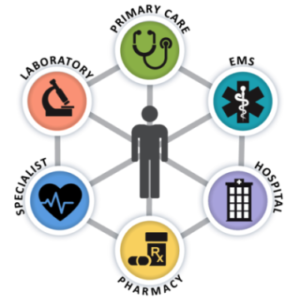 PRIMARY CARE
EMS
HOSPITAL
PHARMACY
SPECIALIST
LABORATORY
Rx